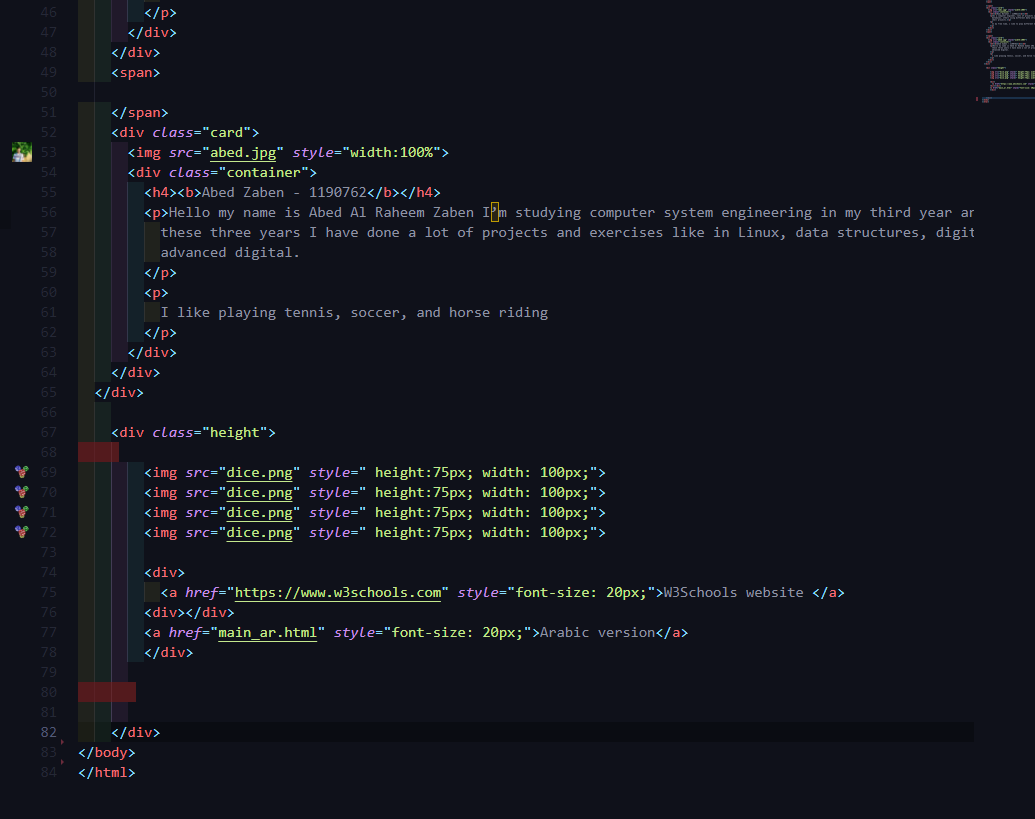 46 </p>
47 </div>
48 </div>
49 <span>
50
51 </span>
52 <div class="card">
53 <img src="abed.jpg" style="width:100%">
54 <div class="container">
55 <h4><b>Abed Zaben - 1190762</b></h4>
56 <p>Hello my name is Abed Al Raheem Zaben I’m studying computer system engineering in my third year
57 these three years I have done a lot of projects and exercises like in Linux, data structures, digit
58 advanced digital.
59 </p>
60 <p>
61 I like playing tennis, soccer, and horse riding
62 </p>
63 </div>
64 </div>
65 </div>
66
67 <div class="height">
68
69 <img src="dice.png" style=" height:75px; width: 100px;">
70 <img src="dice.png" style=" height:75px; width: 100px;">
71 <img src="dice.png" style=" height:75px; width: 100px;">
72 <img src="dice.png" style=" height:75px; width: 100px;">
73
74 <div>
75 <a href="https://www.w3schools.com" style="font-size: 20px;">W3Schools website </a>
76 <div></div>
77 <a href="main_ar.html" style="font-size: 20px;">Arabic version</a>
78 </div>
79
80
81
82 </div>
83 </body>
84 </html>